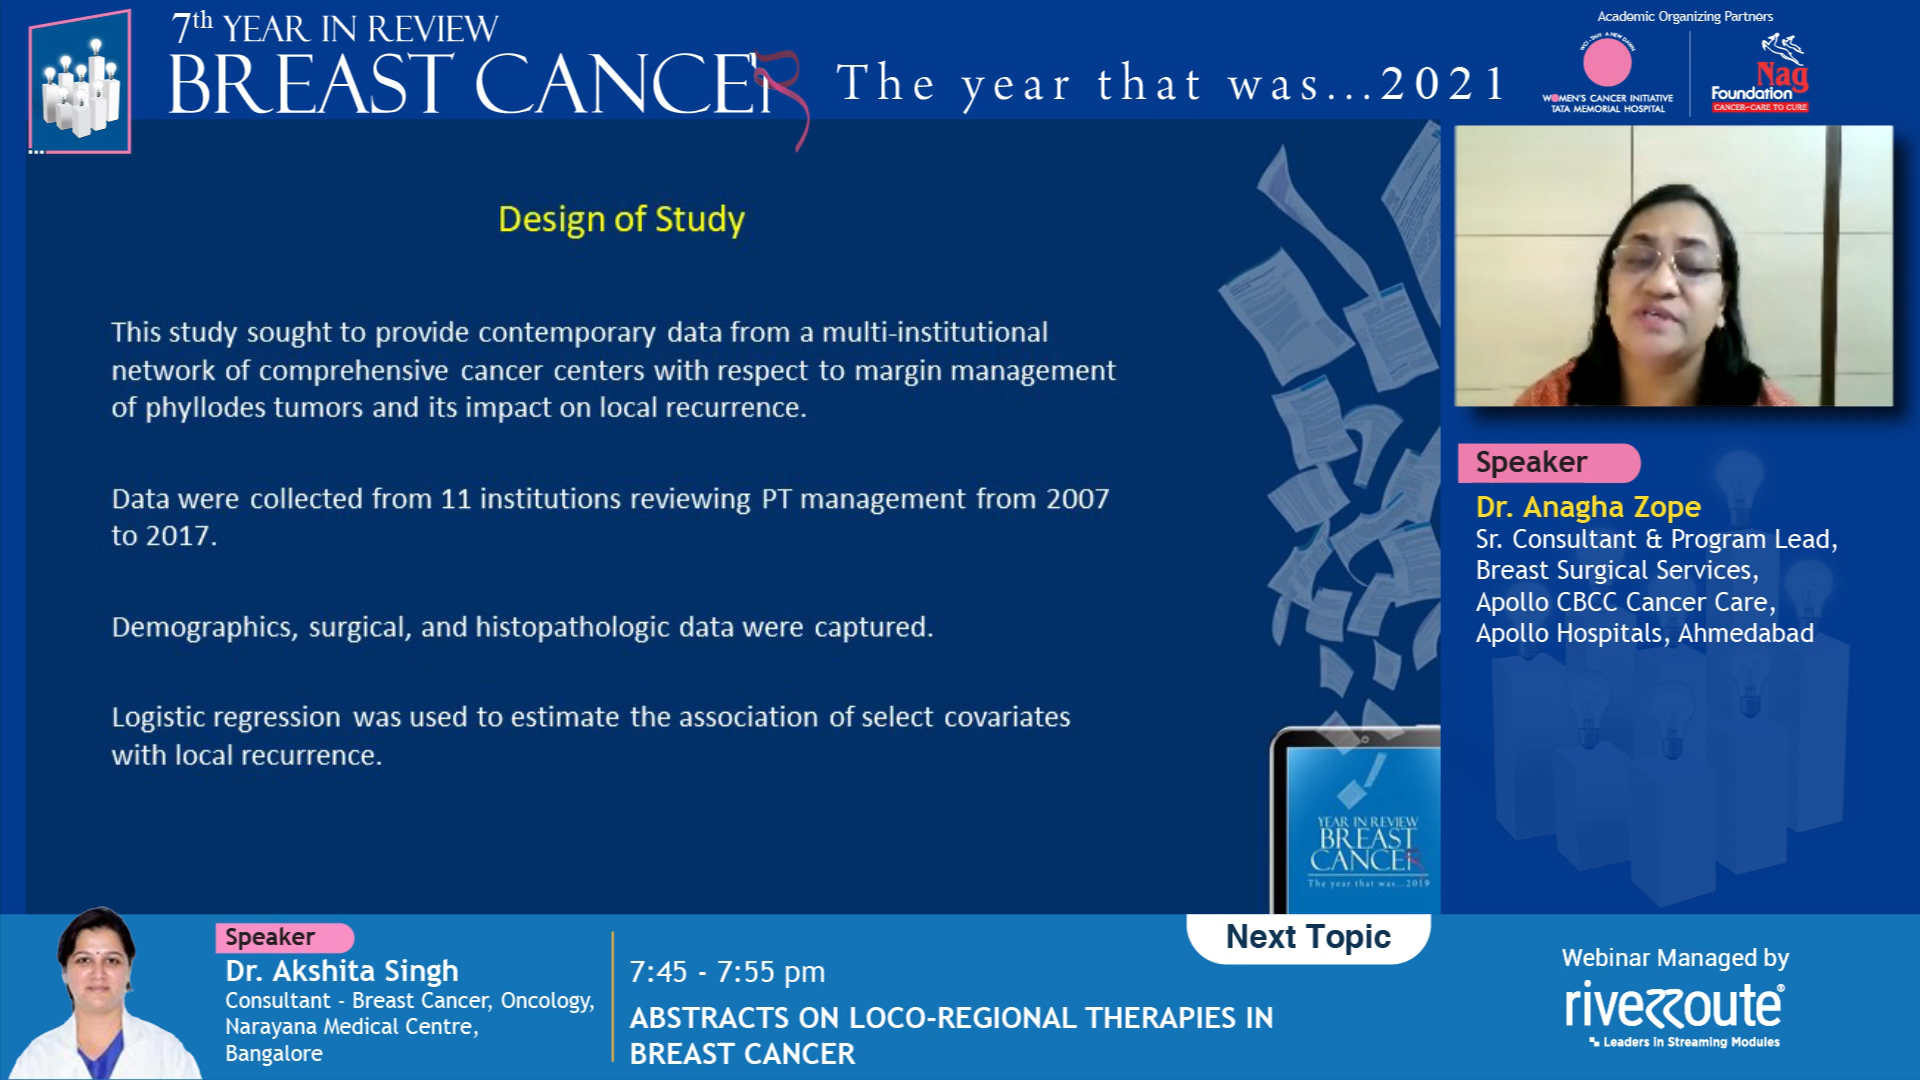 7th YEAR IN REVIEW
BREAST CANCER
The year that was...2021
Academic Organizing Partners
WOMEN'S CANCER INITIATIVE
TATA MEMORIAL HOSPITAL
Nag
Foundation
CANCER-CARE TO CURE
Design of Study
This study sought to provide contemporary data from a multi-institutional
network of comprehensive cancer centers with respect to margin management
of phyllodes tumors and its impact on local recurrence.
Data were collected from 11 institutions reviewing PT management from 2007
to 2017.
Demographics, surgical, and histopathologic data were captured.
Logistic regression was used to estimate the association of select covariates
with local recurrence.
YEAR IN REVIEW
BREAST
CANCER
The year that was...2019
Speaker
Dr. Anagha Zope
Sr. Consultant & Program Lead,
Breast Surgical Services,
Apollo CBCC Cancer Care,
Apollo Hospitals, Ahmedabad
Speaker
Dr. Akshita Singh
Consultant - Breast Cancer, Oncology,
Narayana Medical Centre,
Bangalore
Next Topic
7:45 - 7:55 pm
ABSTRACTS ON LOCO-REGIONAL THERAPIES IN
BREAST CANCER
Webinar Managed by
riverroute®
Leaders in Streaming Modules